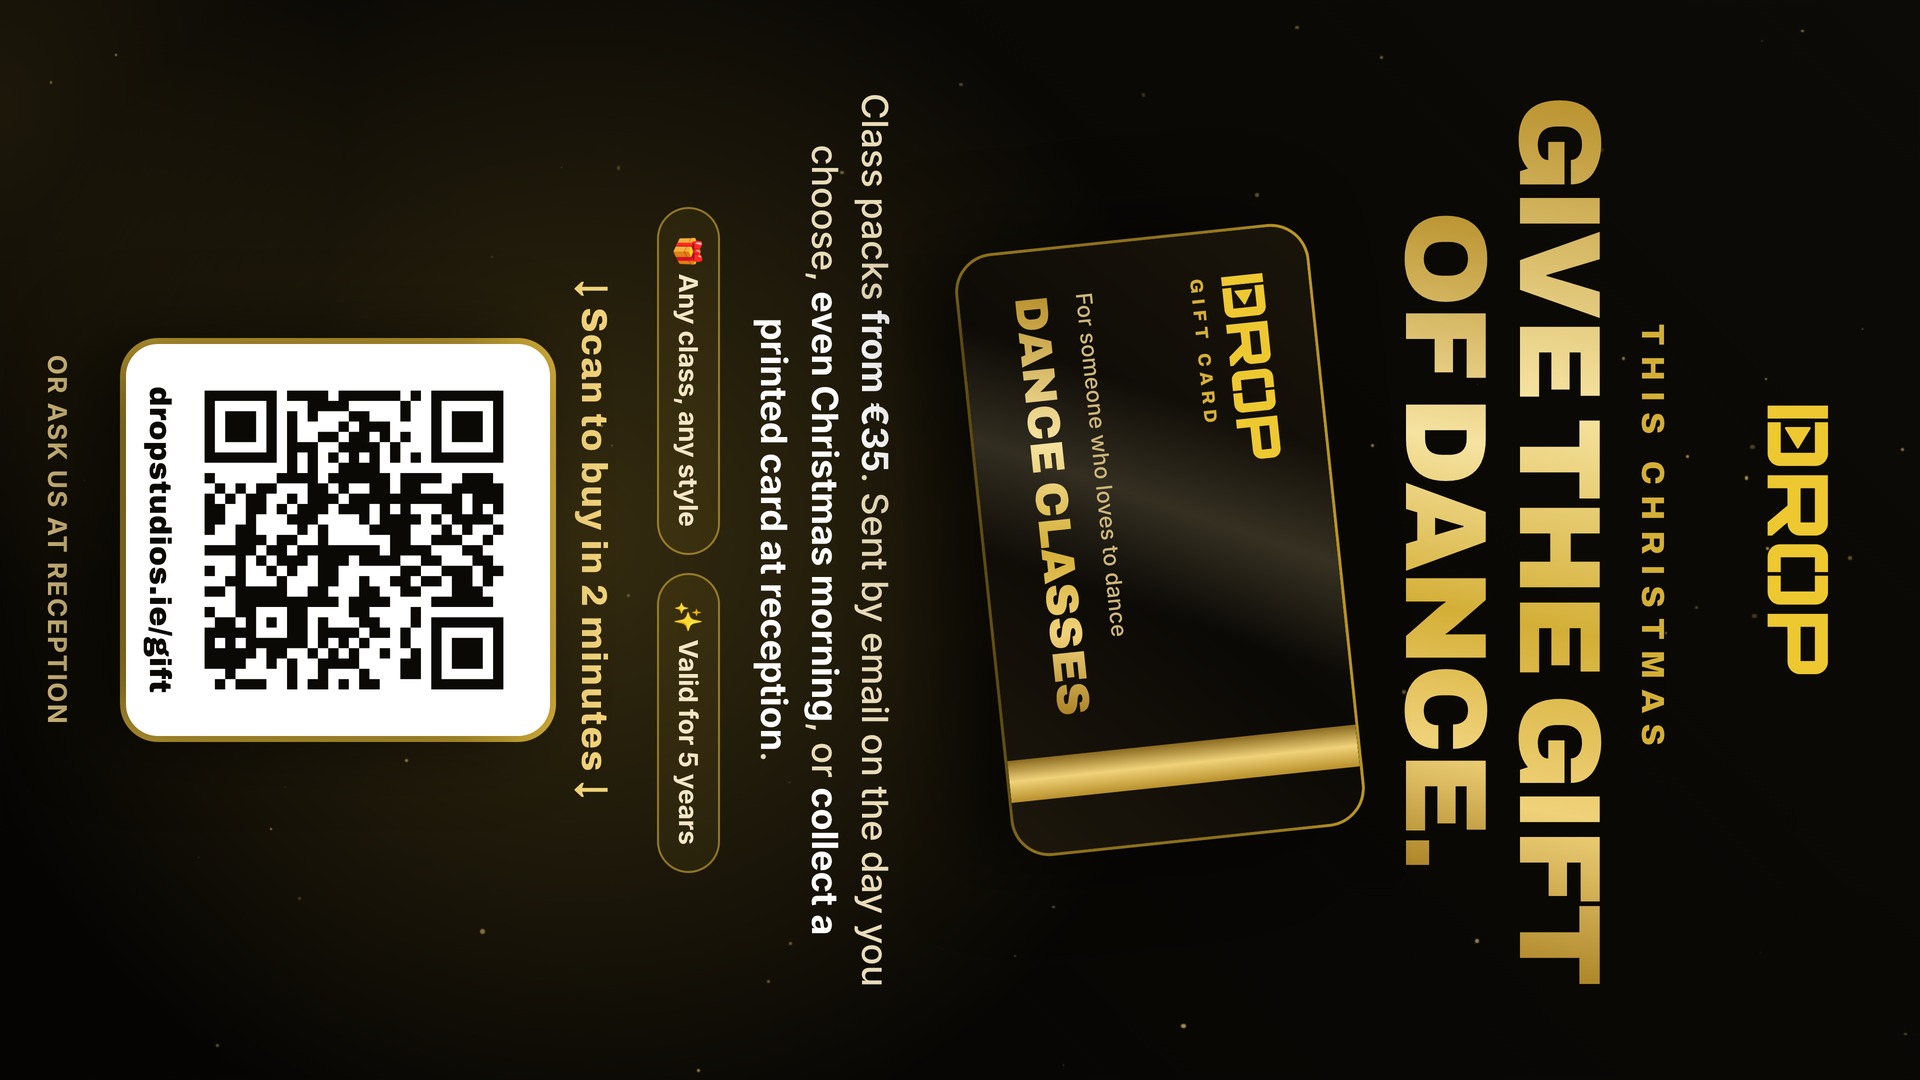 DROP
THIS CHRISTMAS
GIVE THE GIFT
OF DANCE.
DROP
GIFT CARD
For someone who loves to dance
DANCE CLASSES
Class packs from €35. Sent by email on the day you
choose, even Christmas morning, or collect a
printed card at reception.
🎁 Any class, any style
✨ Valid for 5 years
↓ Scan to buy in 2 minutes ↓
dropstudios.ie/gift
OR ASK US AT RECEPTION